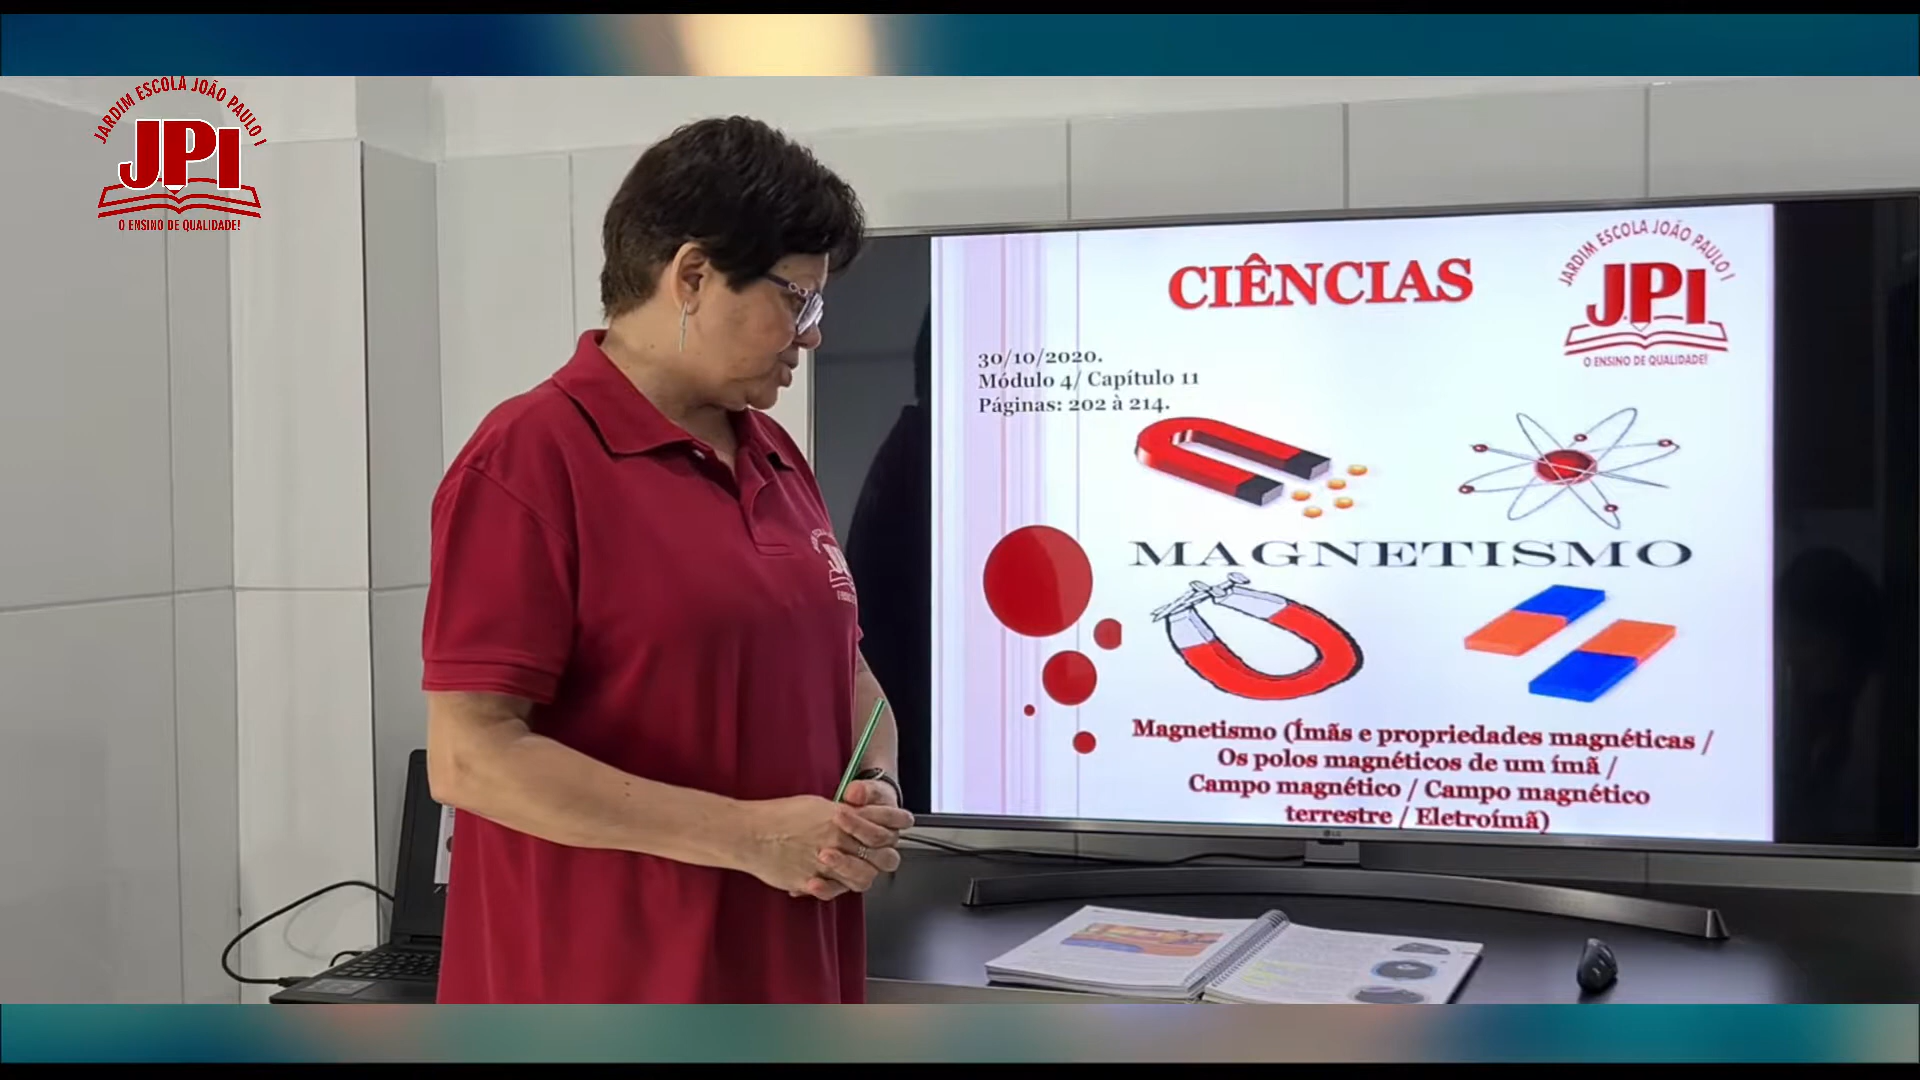 JARDIM ESCOLA JOÃO PAULO I
JPI
O ENSINO DE QUALIDADE!
CIÊNCIAS
JARDIM ESCOLA JOÃO PAULO I
JPI
O ENSINO DE QUALIDADE!
30/10/2020.
Módulo 4/ Capítulo 11
Páginas: 202 à 214.
MAGNETISMO
Magnetismo (Ímãs e propriedades magnéticas /
Os polos magnéticos de um ímã /
Campo magnético / Campo magnético
terrestre / Eletroímã)
LG